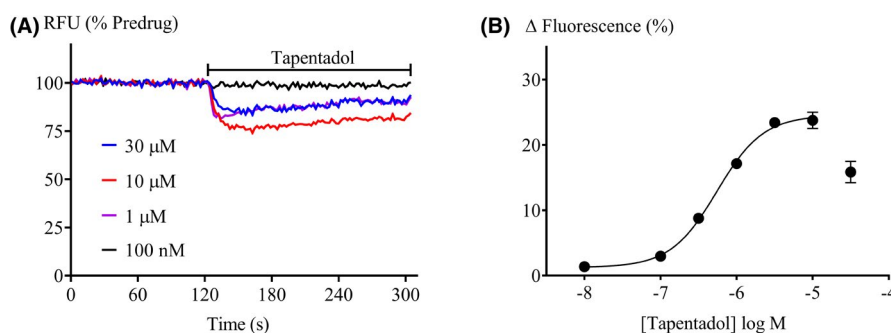 (A) RFU (% Predrug)
Tapentadol
100
75
50
25
0
30 μM
10 μM
1 μM
100 nM
0 60 120 180 240 300
Time (s)
(B) Δ Fluorescence (%)
30
20
10
0
-8 -7 -6 -5 -4
[Tapentadol] log M